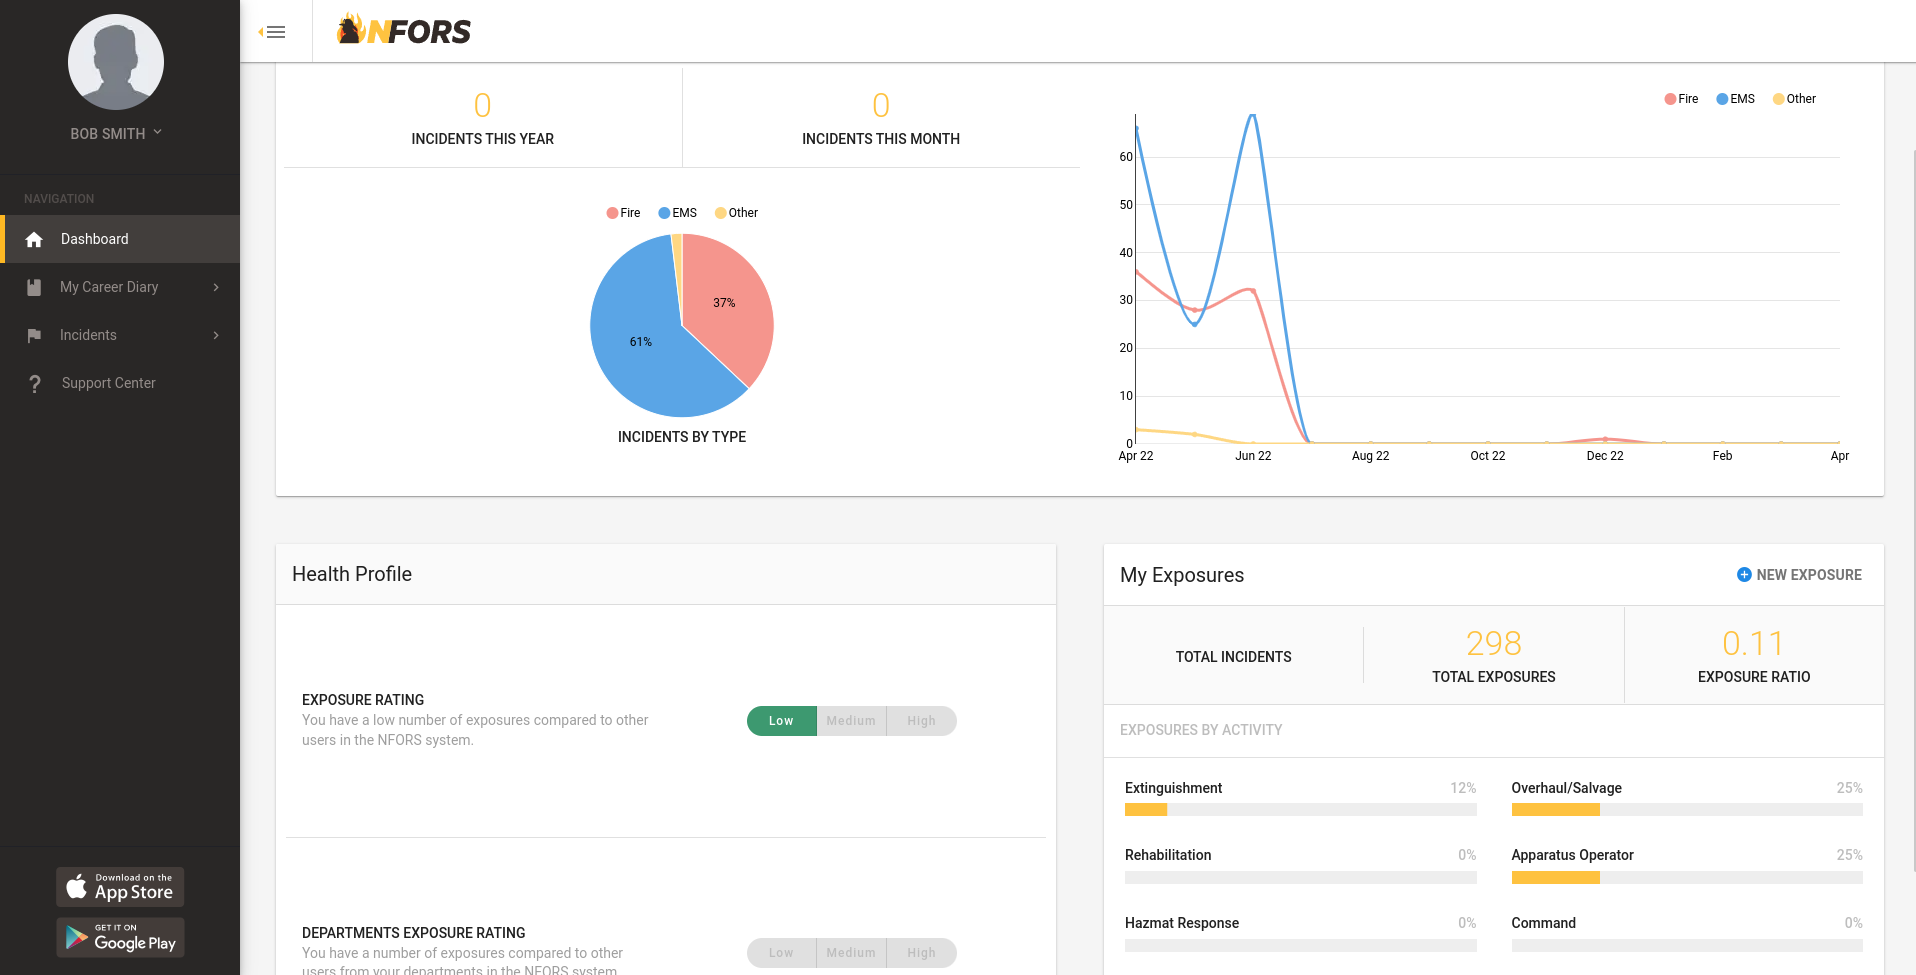 BOB SMITH
NAVIGATION
Dashboard
My Career Diary
Incidents
Support Center
Download on the
App Store
GET IT ON
Google Play
NFORS
0
INCIDENTS THIS YEAR
0
INCIDENTS THIS MONTH
Fire EMS Other
37%
61%
INCIDENTS BY TYPE
Fire EMS Other
60
50
40
30
20
10
0
Apr 22 Jun 22 Aug 22 Oct 22 Dec 22 Feb Apr
Health Profile
EXPOSURE RATING
You have a low number of exposures compared to other
users in the NFORS system.
Low Medium High
DEPARTMENTS EXPOSURE RATING
You have a number of exposures compared to other
users from your departments in the NFORS system
Low Medium High
My Exposures
NEW EXPOSURE
TOTAL INCIDENTS
298
TOTAL EXPOSURES
0.11
EXPOSURE RATIO
EXPOSURES BY ACTIVITY
Extinguishment 12%
Overhaul/Salvage 25%
Rehabilitation 0%
Apparatus Operator 25%
Hazmat Response 0%
Command 0%